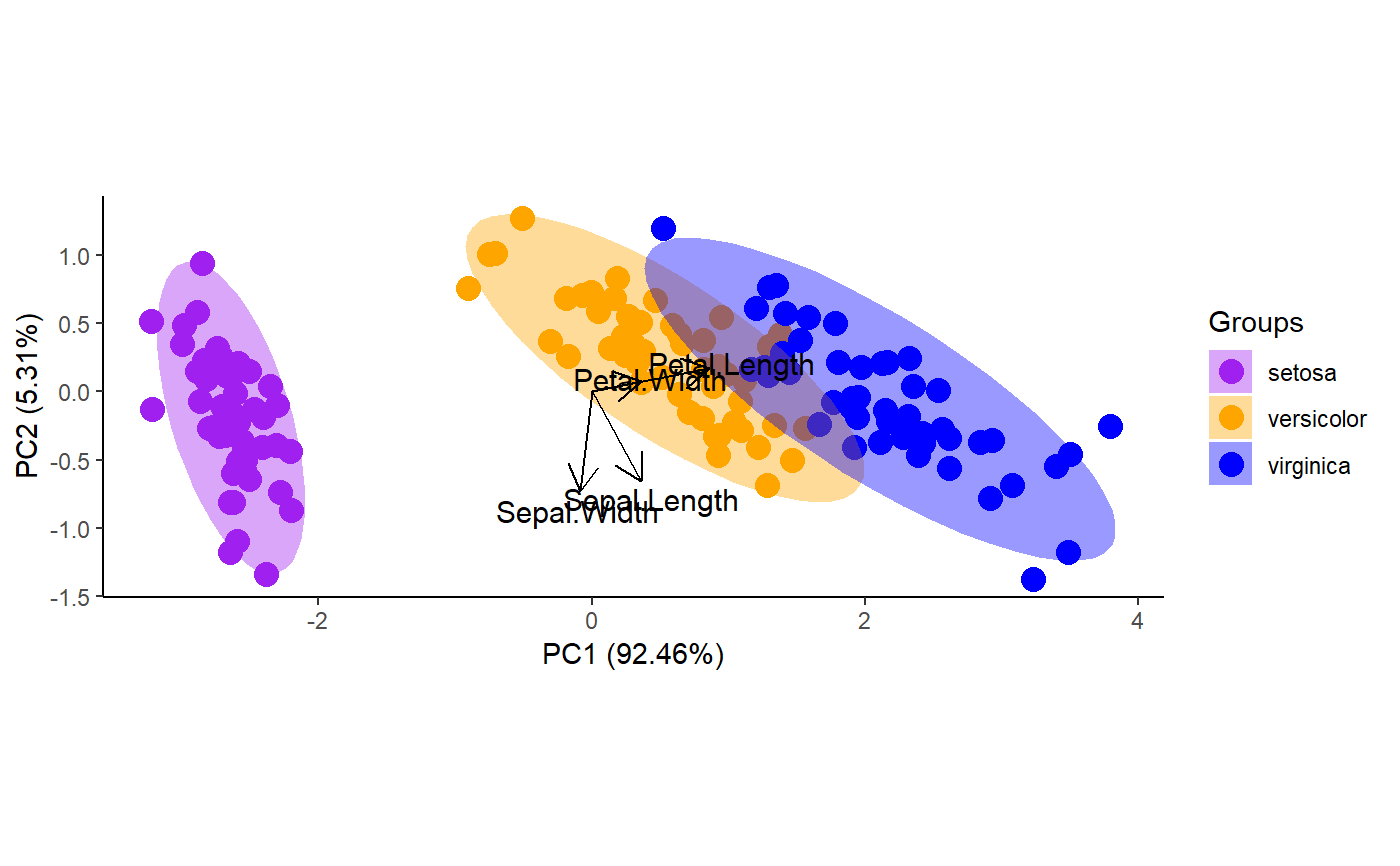 PC2 (5.31%)
1.0
0.5
0.0
-0.5
-1.0
-1.5
Petal.Length
Petal.Width
Sepal.Length
Sepal.Width
-2
0
2
4
PC1 (92.46%)
Groups
setosa
versicolor
virginica